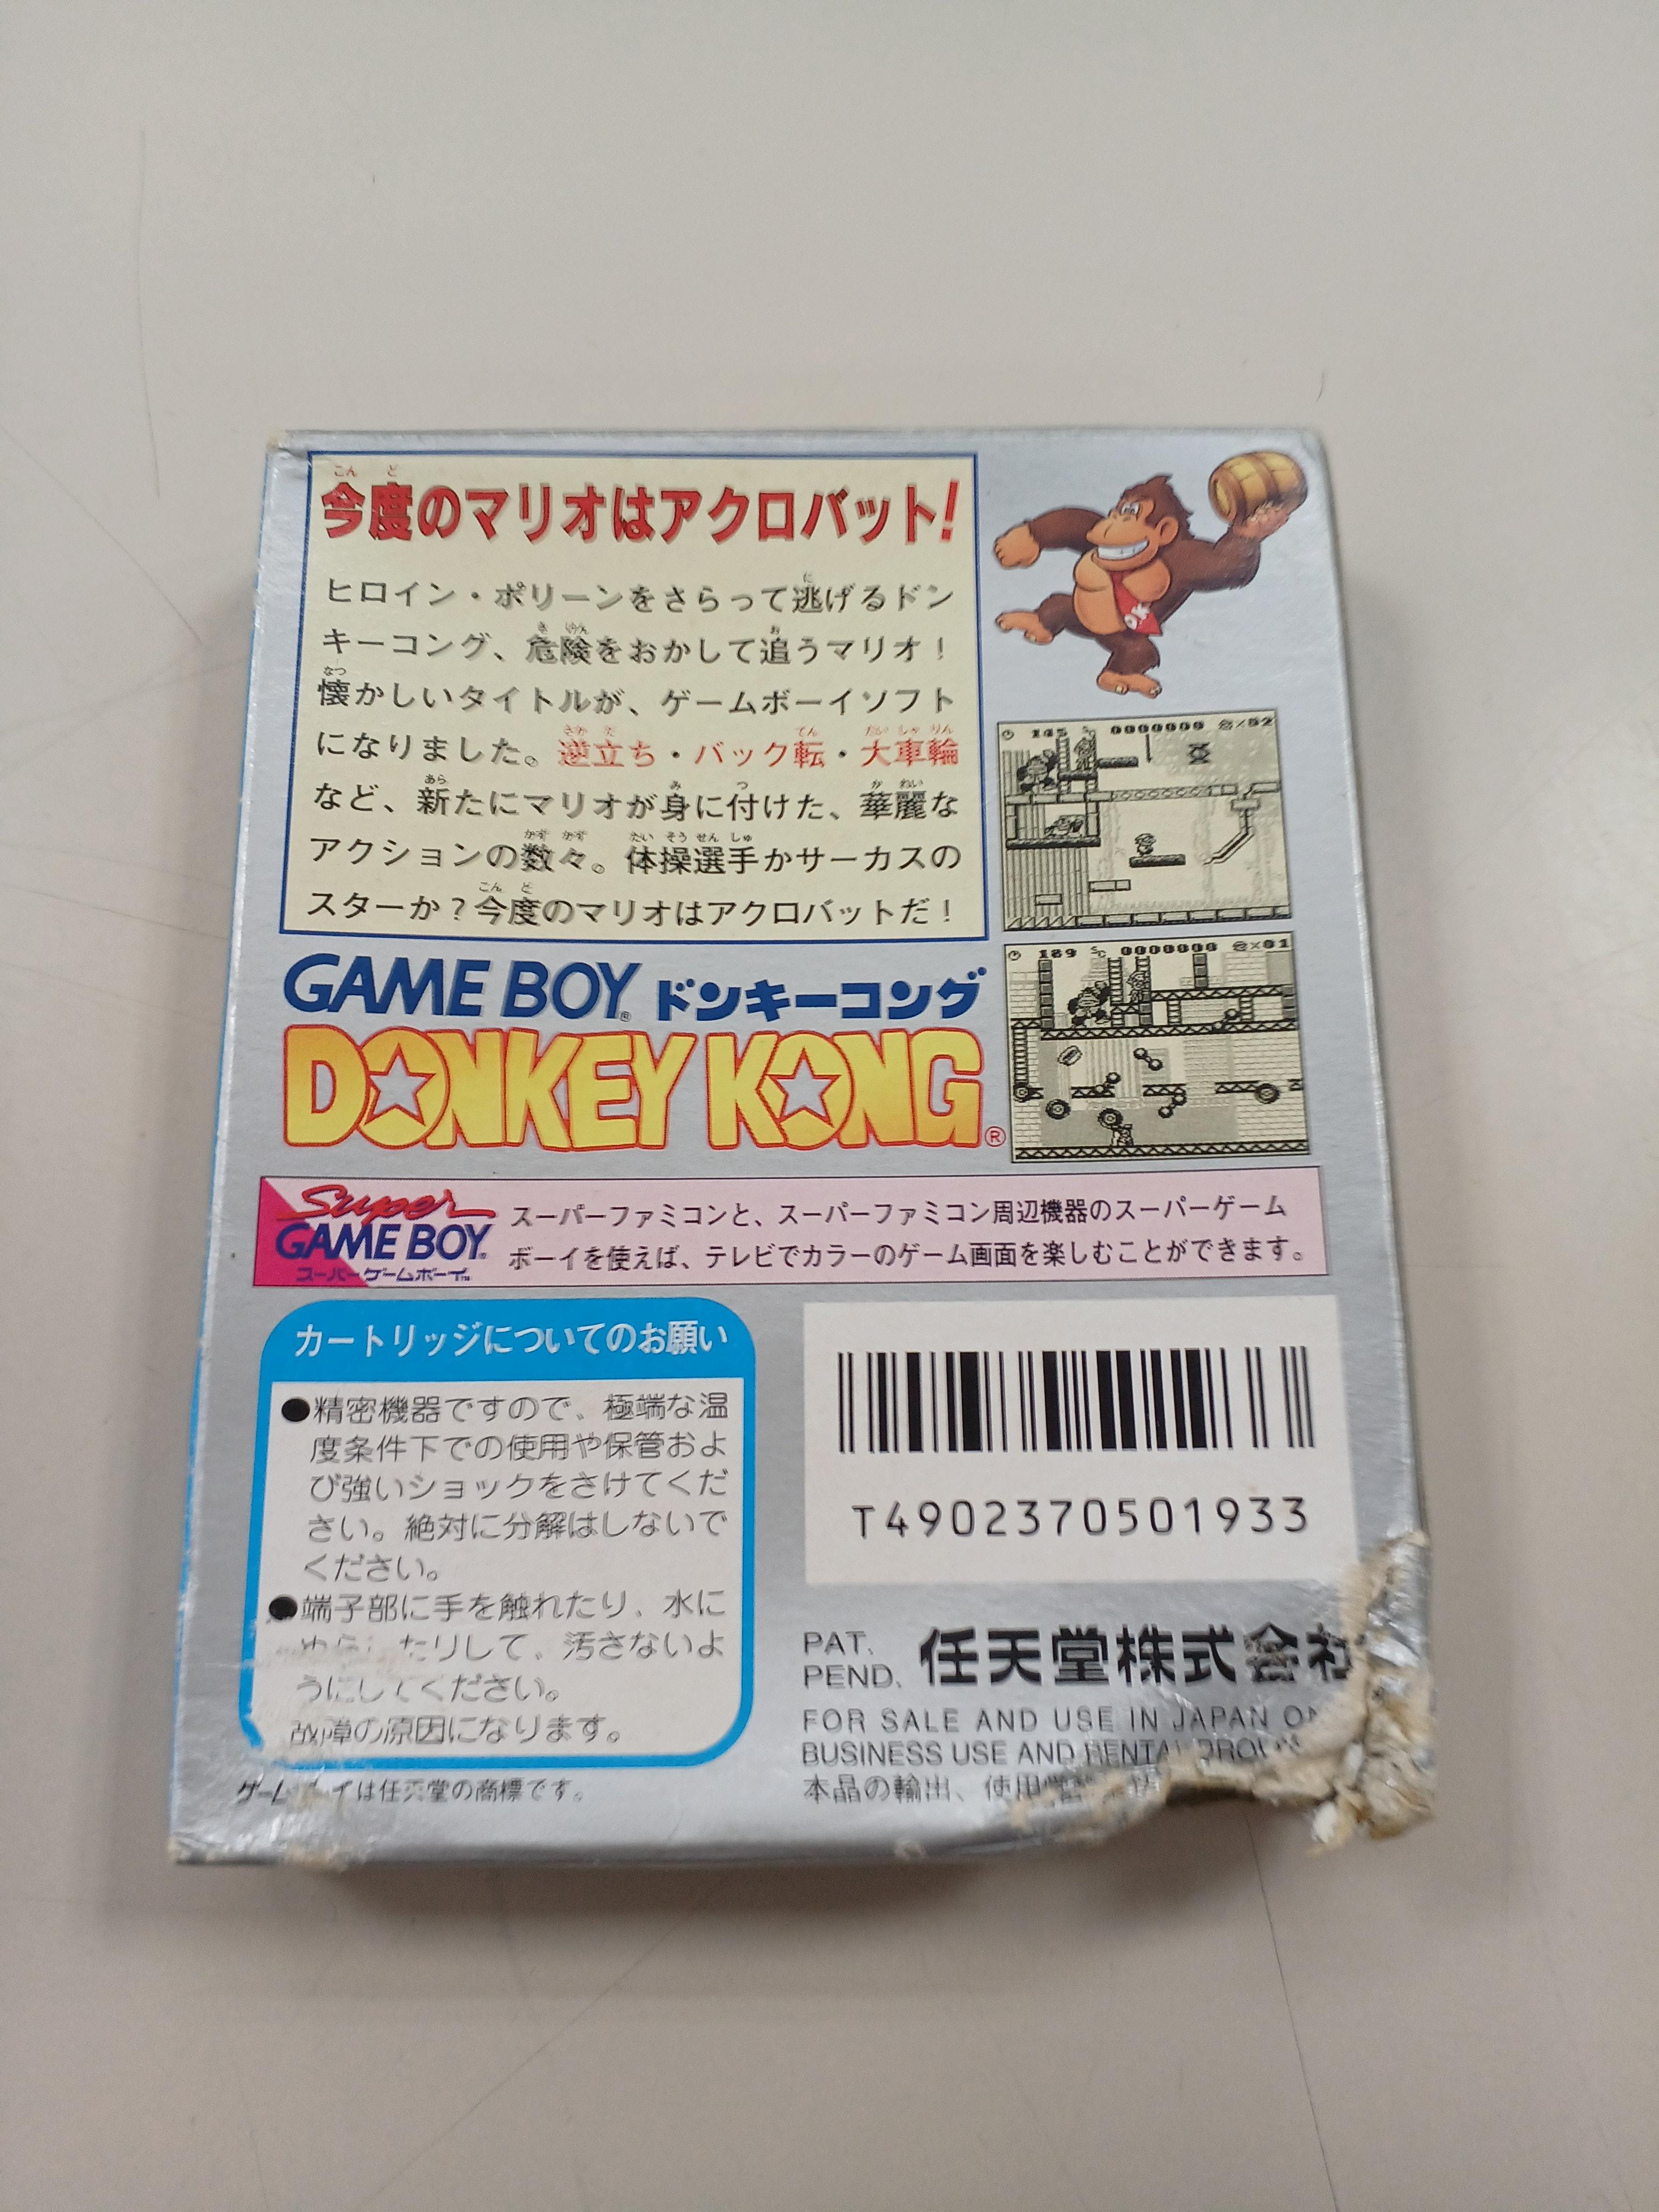 今度のマリオはアクロバット!
ヒロイン・ポリーンをさらって逃げるドン
キーコング、危険をおかして追うマリオ!
懐かしいタイトルが、ゲームボーイソフト
になりました。逆立ち・バック転・大車輪
など、新たにマリオが身に付けた、華麗な
アクションの数々。体操選手かサーカスの
スターか?今度のマリオはアクロバットだ!
185 0000000 ×02
189 0000000 ×01
GAME BOY® ドンキーコング
DONKEY KONG®
Super
GAME BOY®
スーパーゲームボーイ™
スーパーファミコンと、スーパーファミコン周辺機器のスーパーゲーム
ボーイを使えば、テレビでカラーのゲーム画面を楽しむことができます。
カートリッジについてのお願い
●精密機器ですので、極端な温
度条件下での使用や保管およ
び強いショックをさけてくだ
さい。絶対に分解はしないで
ください。
●端子部に手を触れたり、水に
たりして、汚さないよ
うにしてください。
故障の原因になります。
ゲームボーイは任天堂の商標です。
T4902370501933
PAT.
PEND.
任天堂株式会社
FOR SALE AND USE IN JAPAN
BUSINESS USE AND RENTAL
本品の輸出、使用営業